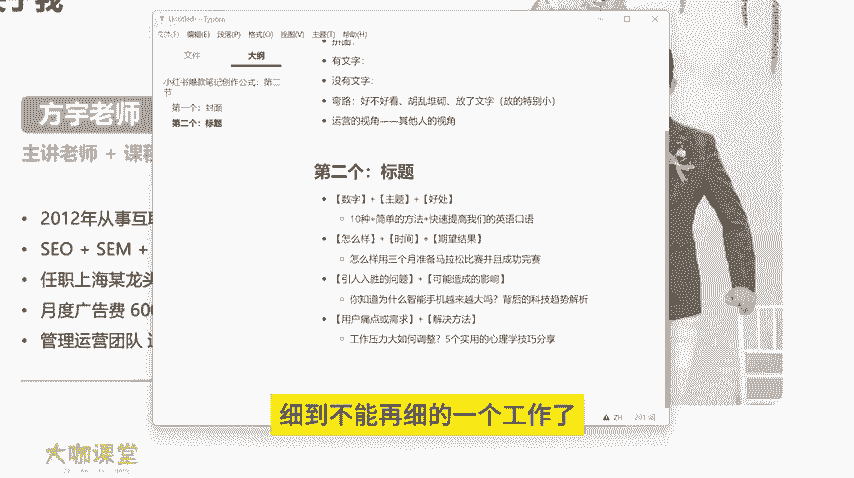 于我
方宇老师
主讲老师 + 课程
2012年从事互联
SEO + SEM +
任职上海某龙头
月度广告费 600
管理运营团队
大咖课堂
Untitled - Typora
文件(F) 编辑(E) 段落(P) 格式(O) 视图(V) 主题(T) 帮助(H)
文件 大纲
小红书爆款笔记创作公式：第二
节
第一个：封面
第二个：标题
拼图：
有文字：
没有文字：
弯路：好不好看、胡乱堆砌、放了文字（放的特别小）
运营的视角——其他人的视角
第二个：标题
【数字】+【主题】+【好处】
10种+简单的方法+快速提高我们的英语口语
【怎么样】+【时间】+【期望结果】
怎么样用三个月准备马拉松比赛并且成功完赛
【引人入胜的问题】+【可能造成的影响】
你知道为什么智能手机越来越大吗？背后的科技趋势解析
【用户痛点或需求】+【解决方法】
工作压力大如何调整？5个实用的心理学技巧分享
ZH 201 词
细到不能再细的一个工作了